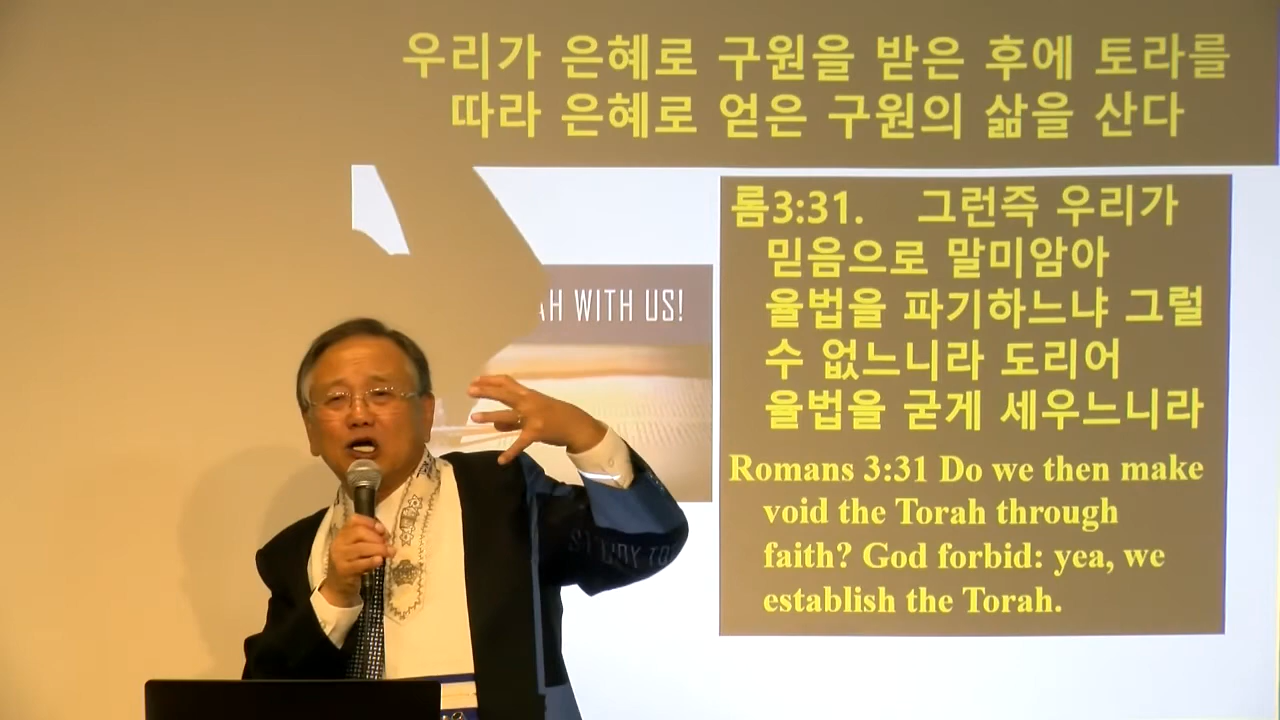 우리가 은혜로 구원을 받은 후에 토라를
따라 은혜로 얻은 구원의 삶을 산다
WITH US!
롬3:31. 그런즉 우리가
믿음으로 말미암아
율법을 파기하느냐 그럴
수 없느니라 도리어
율법을 굳게 세우느니라
Romans 3:31 Do we then make
void the Torah through
faith? God forbid: yea, we
establish the Torah.